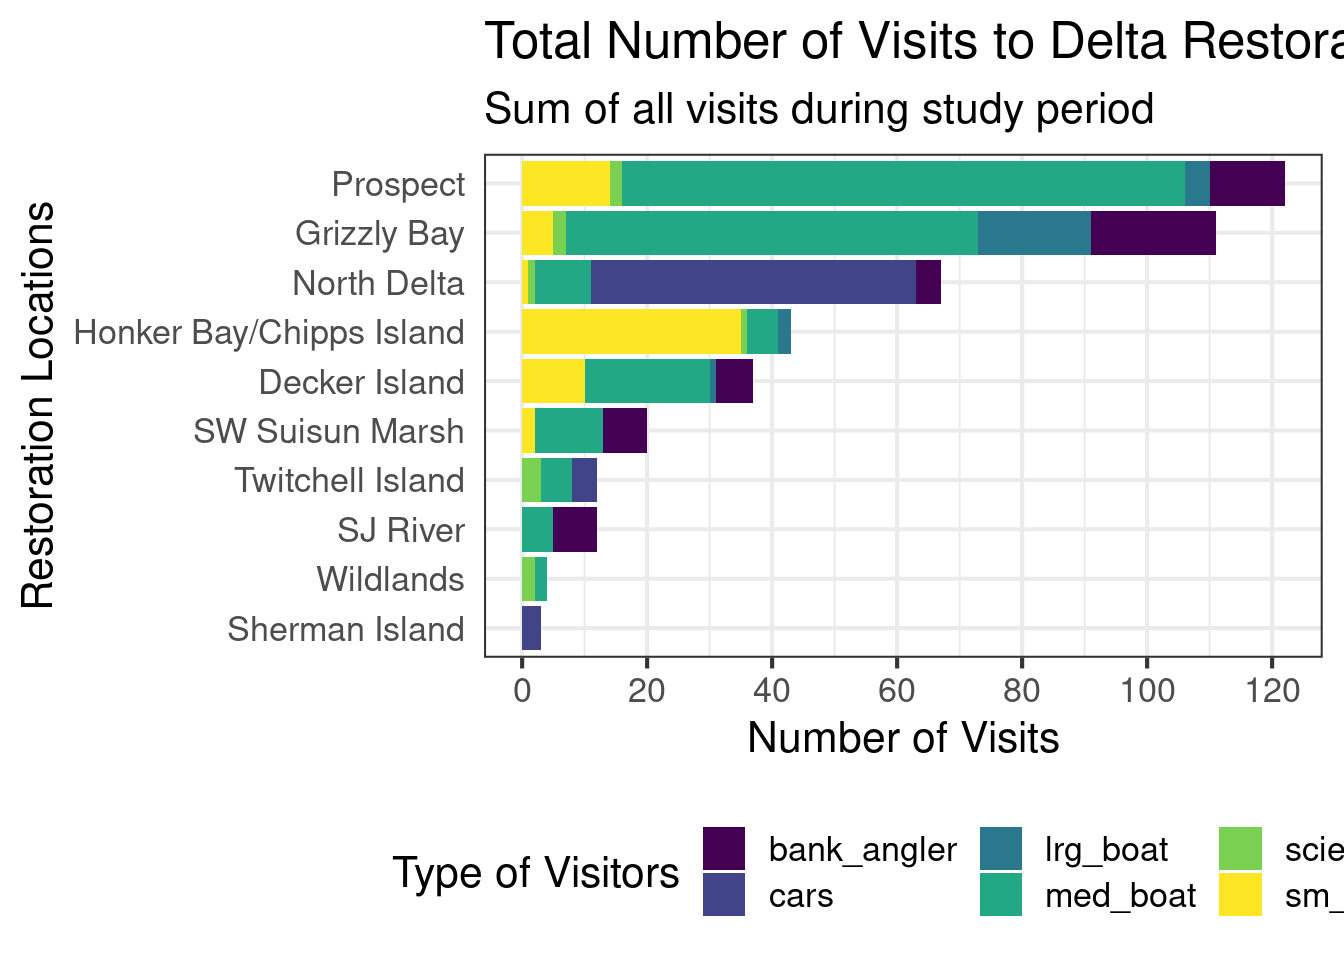 Total Number of Visits to Delta
Sum of all visits during study period
Restoration Locations
Prospect
Grizzly Bay
North Delta
Honker Bay/Chipps Island
Decker Island
SW Suisun Marsh
Twitchell Island
SJ River
Wildlands
Sherman Island
0 20 40 60 80 100 120
Number of Visits
Type of Visitors
bank_angler lrg_boat
cars med_boat